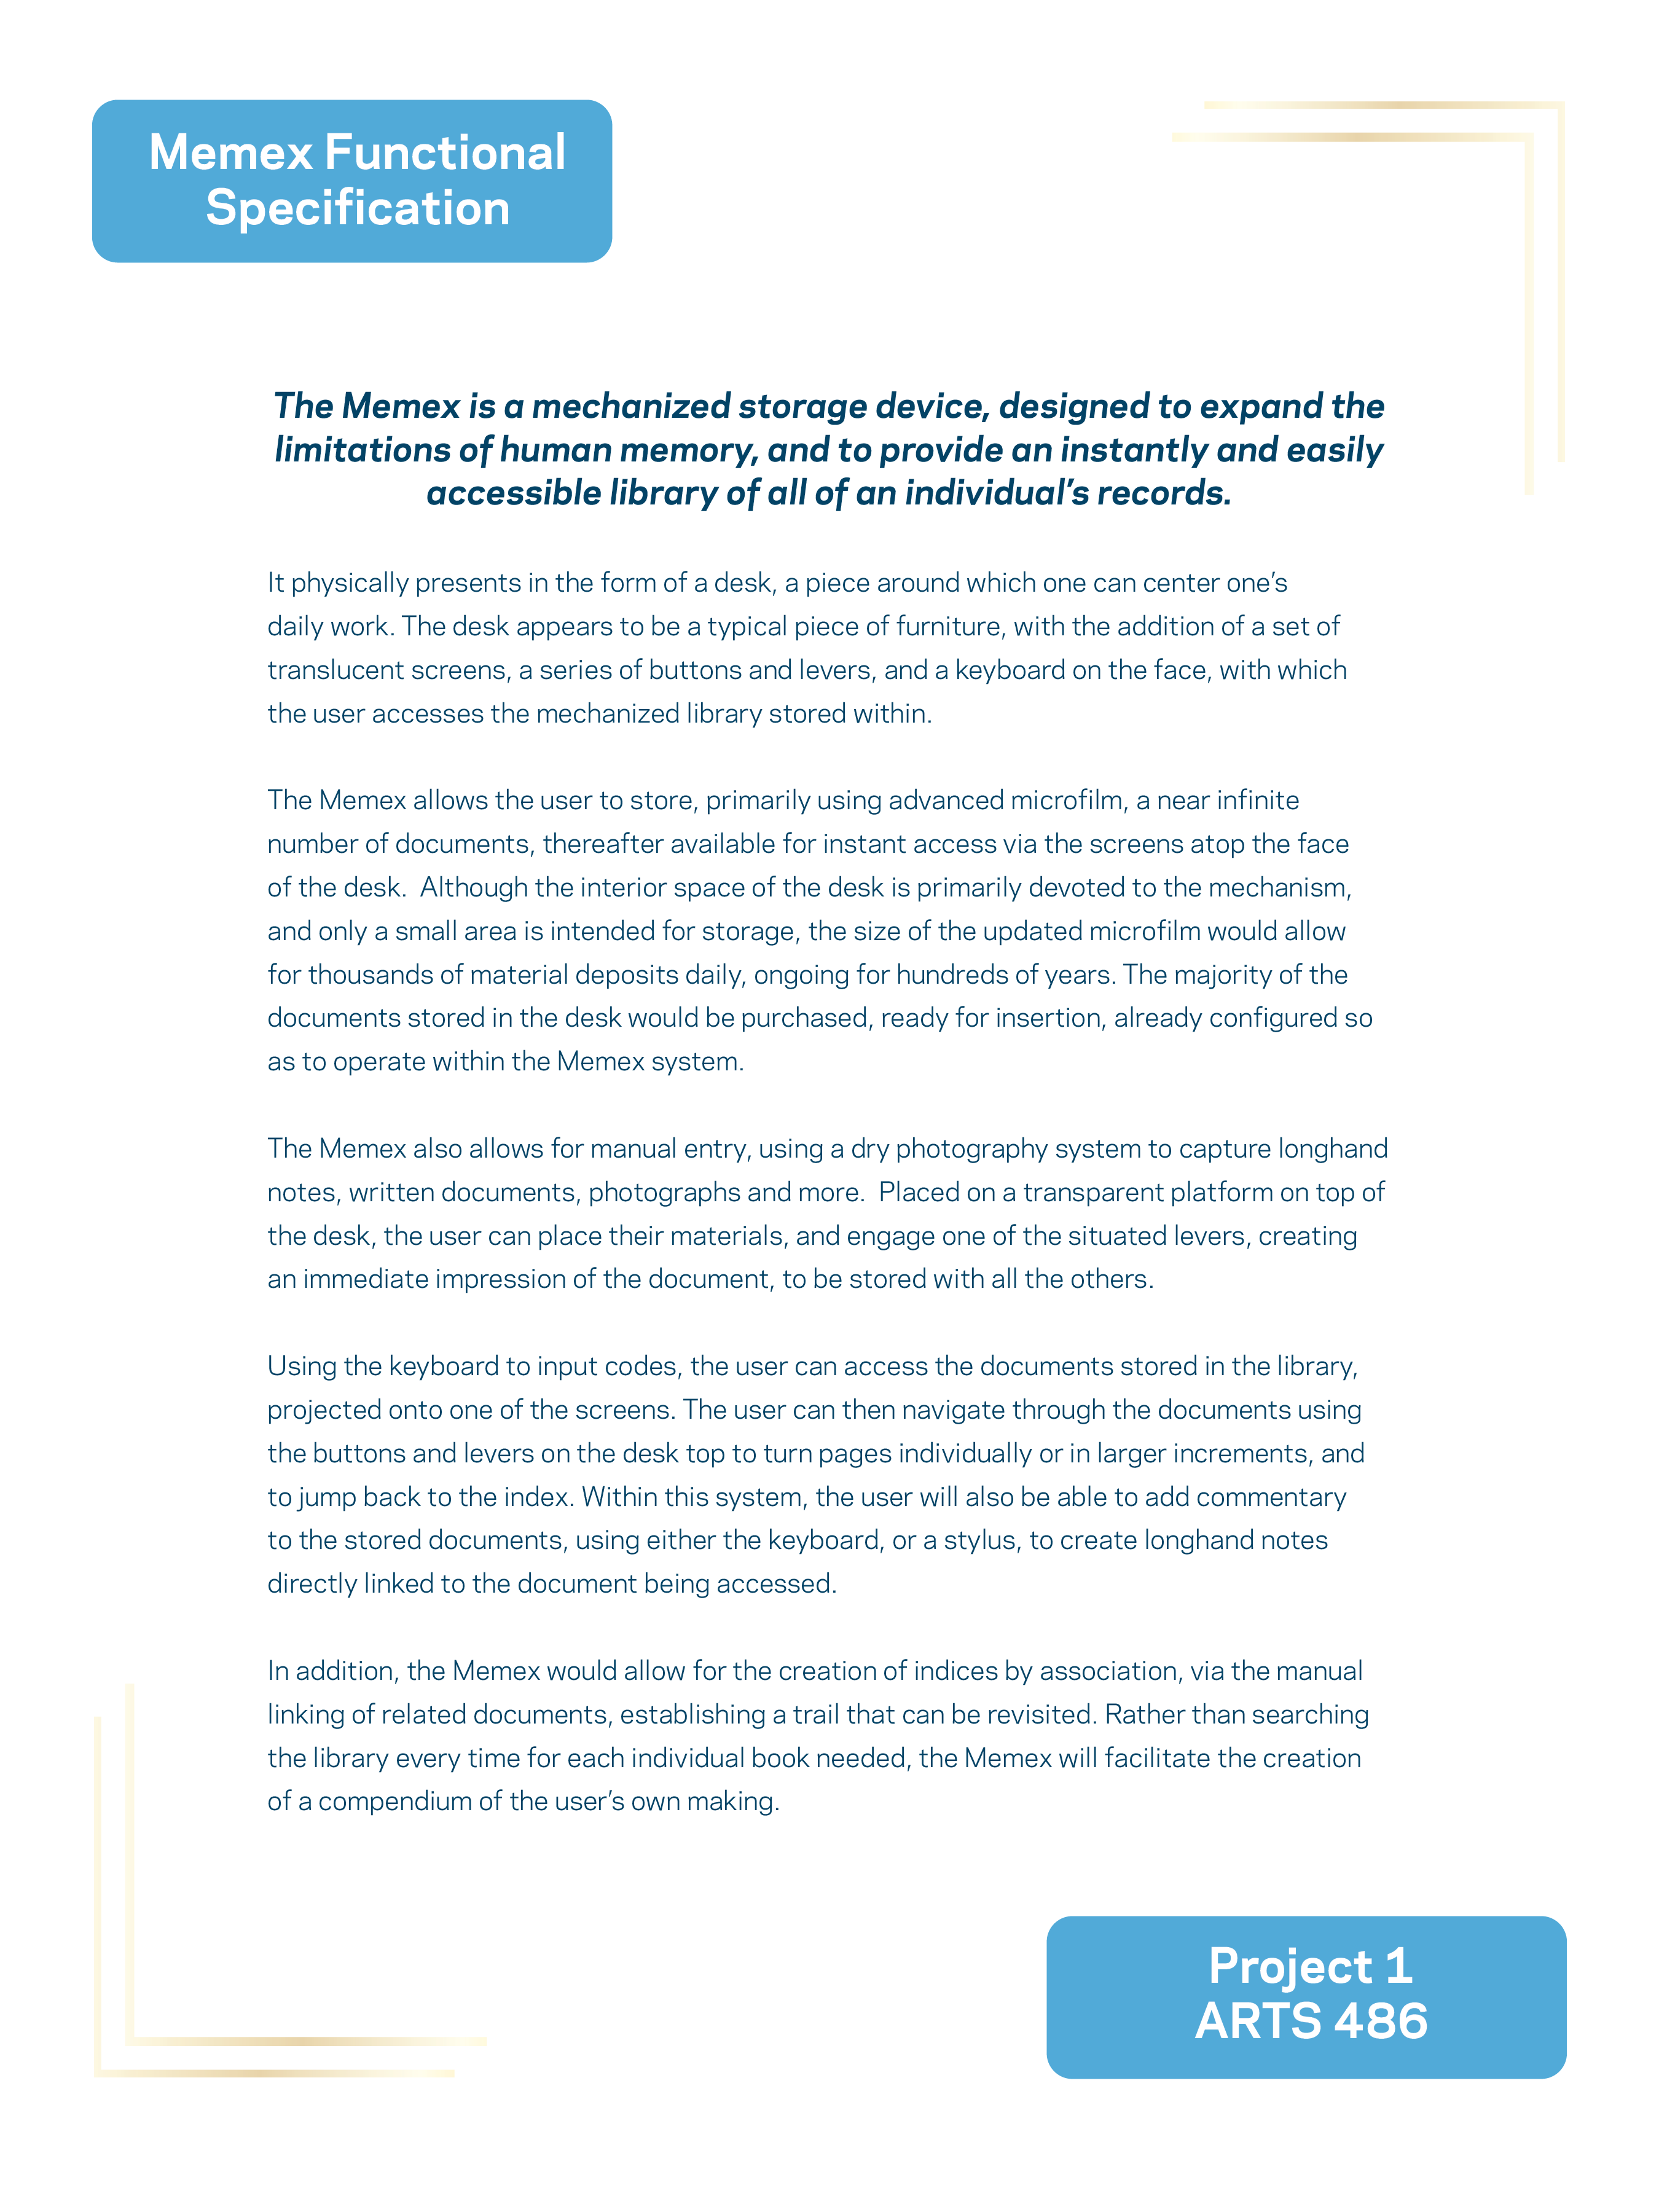 Memex Functional
Specification
The Memex is a mechanized storage device, designed to expand the
limitations of human memory, and to provide an instantly and easily
accessible library of all of an individual’s records.
It physically presents in the form of a desk, a piece around which one can center one’s
daily work. The desk appears to be a typical piece of furniture, with the addition of a set of
translucent screens, a series of buttons and levers, and a keyboard on the face, with which
the user accesses the mechanized library stored within.
The Memex allows the user to store, primarily using advanced microfilm, a near infinite
number of documents, thereafter available for instant access via the screens atop the face
of the desk.  Although the interior space of the desk is primarily devoted to the mechanism,
and only a small area is intended for storage, the size of the updated microfilm would allow
for thousands of material deposits daily, ongoing for hundreds of years. The majority of the
documents stored in the desk would be purchased, ready for insertion, already configured so
as to operate within the Memex system.
The Memex also allows for manual entry, using a dry photography system to capture longhand
notes, written documents, photographs and more.  Placed on a transparent platform on top of
the desk, the user can place their materials, and engage one of the situated levers, creating
an immediate impression of the document, to be stored with all the others.
Using the keyboard to input codes, the user can access the documents stored in the library,
projected onto one of the screens. The user can then navigate through the documents using
the buttons and levers on the desk top to turn pages individually or in larger increments, and
to jump back to the index. Within this system, the user will also be able to add commentary
to the stored documents, using either the keyboard, or a stylus, to create longhand notes
directly linked to the document being accessed.
In addition, the Memex would allow for the creation of indices by association, via the manual
linking of related documents, establishing a trail that can be revisited. Rather than searching
the library every time for each individual book needed, the Memex will facilitate the creation
of a compendium of the user’s own making.
Project 1
ARTS 486